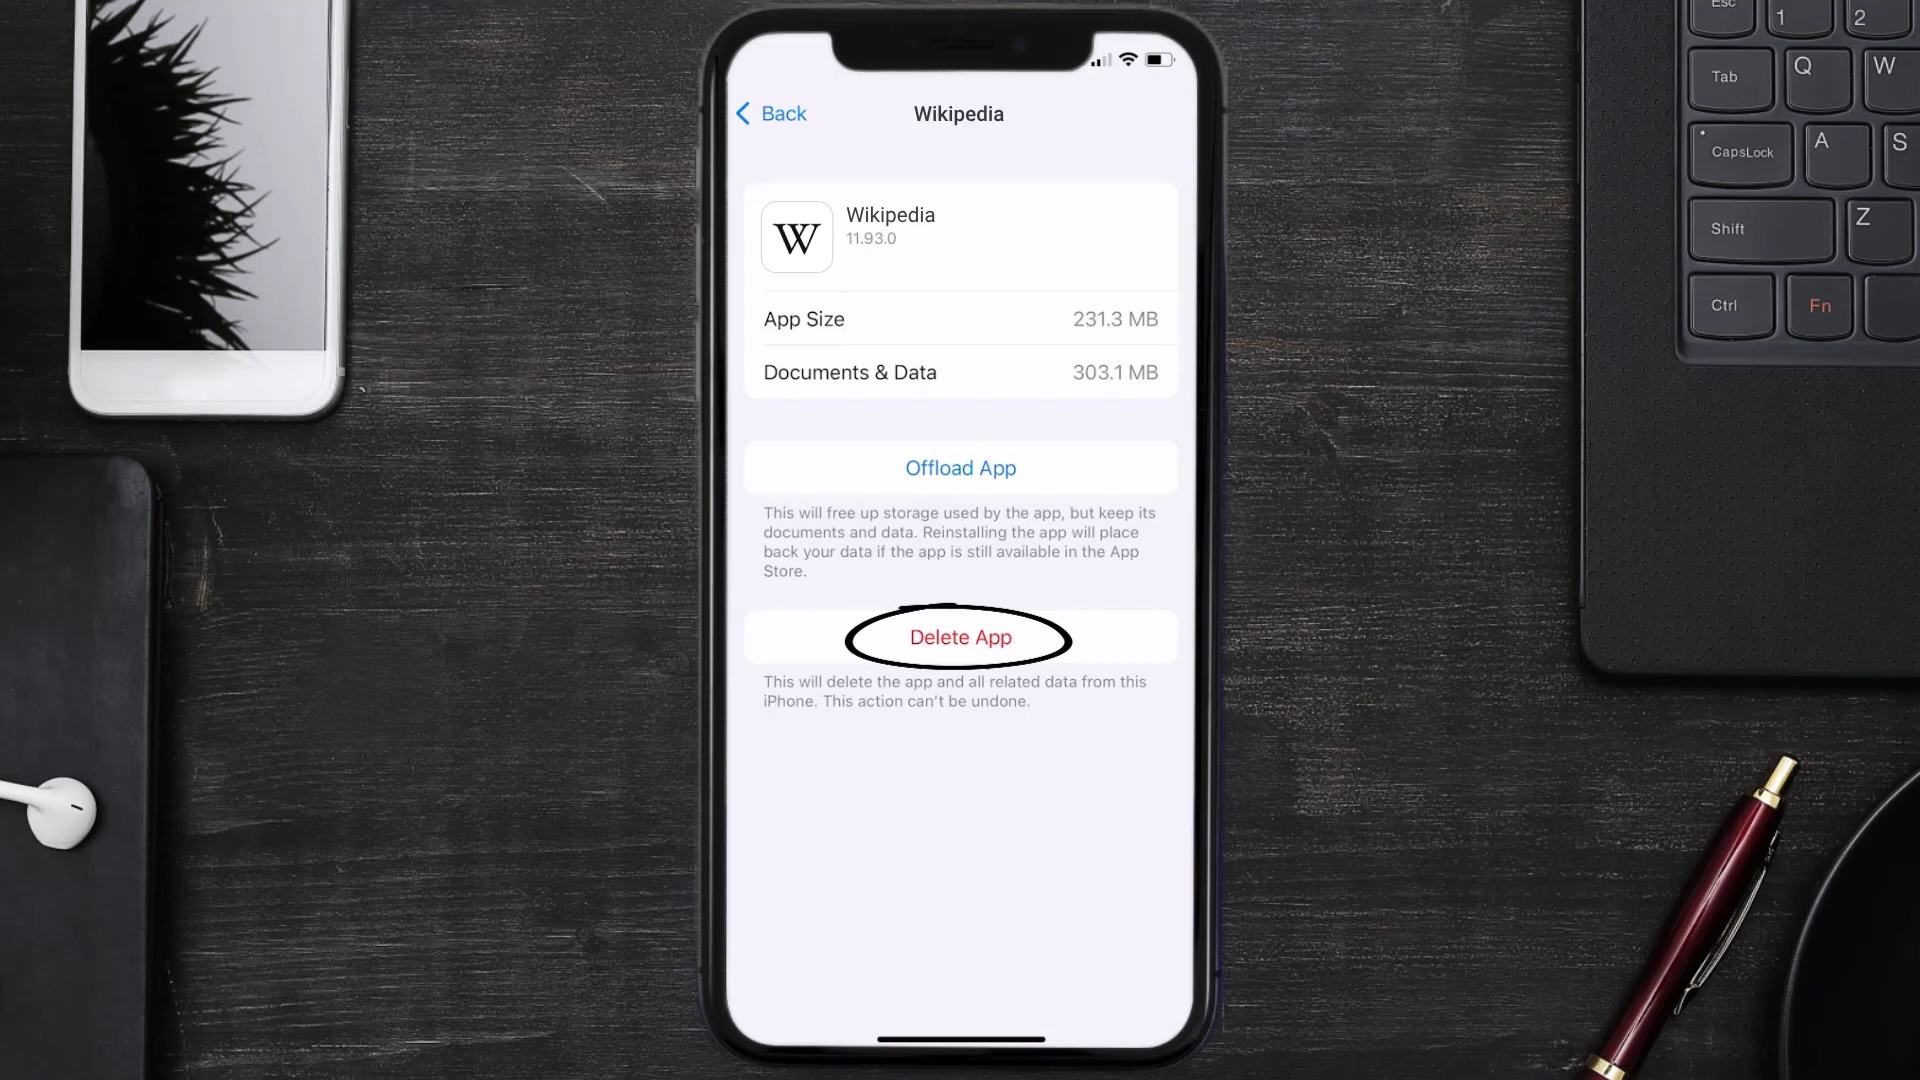 Back
Wikipedia
W
Wikipedia
11.93.0
App Size
231.3 MB
Documents & Data
303.1 MB
Offload App
This will free up storage used by the app, but keep its
documents and data. Reinstalling the app will place
back your data if the app is still available in the App
Store.
Delete App
This will delete the app and all related data from this
iPhone. This action can't be undone.
Esc
1
2
Tab
Q
W
CapsLock
A
S
Shift
Z
Ctrl
Fn